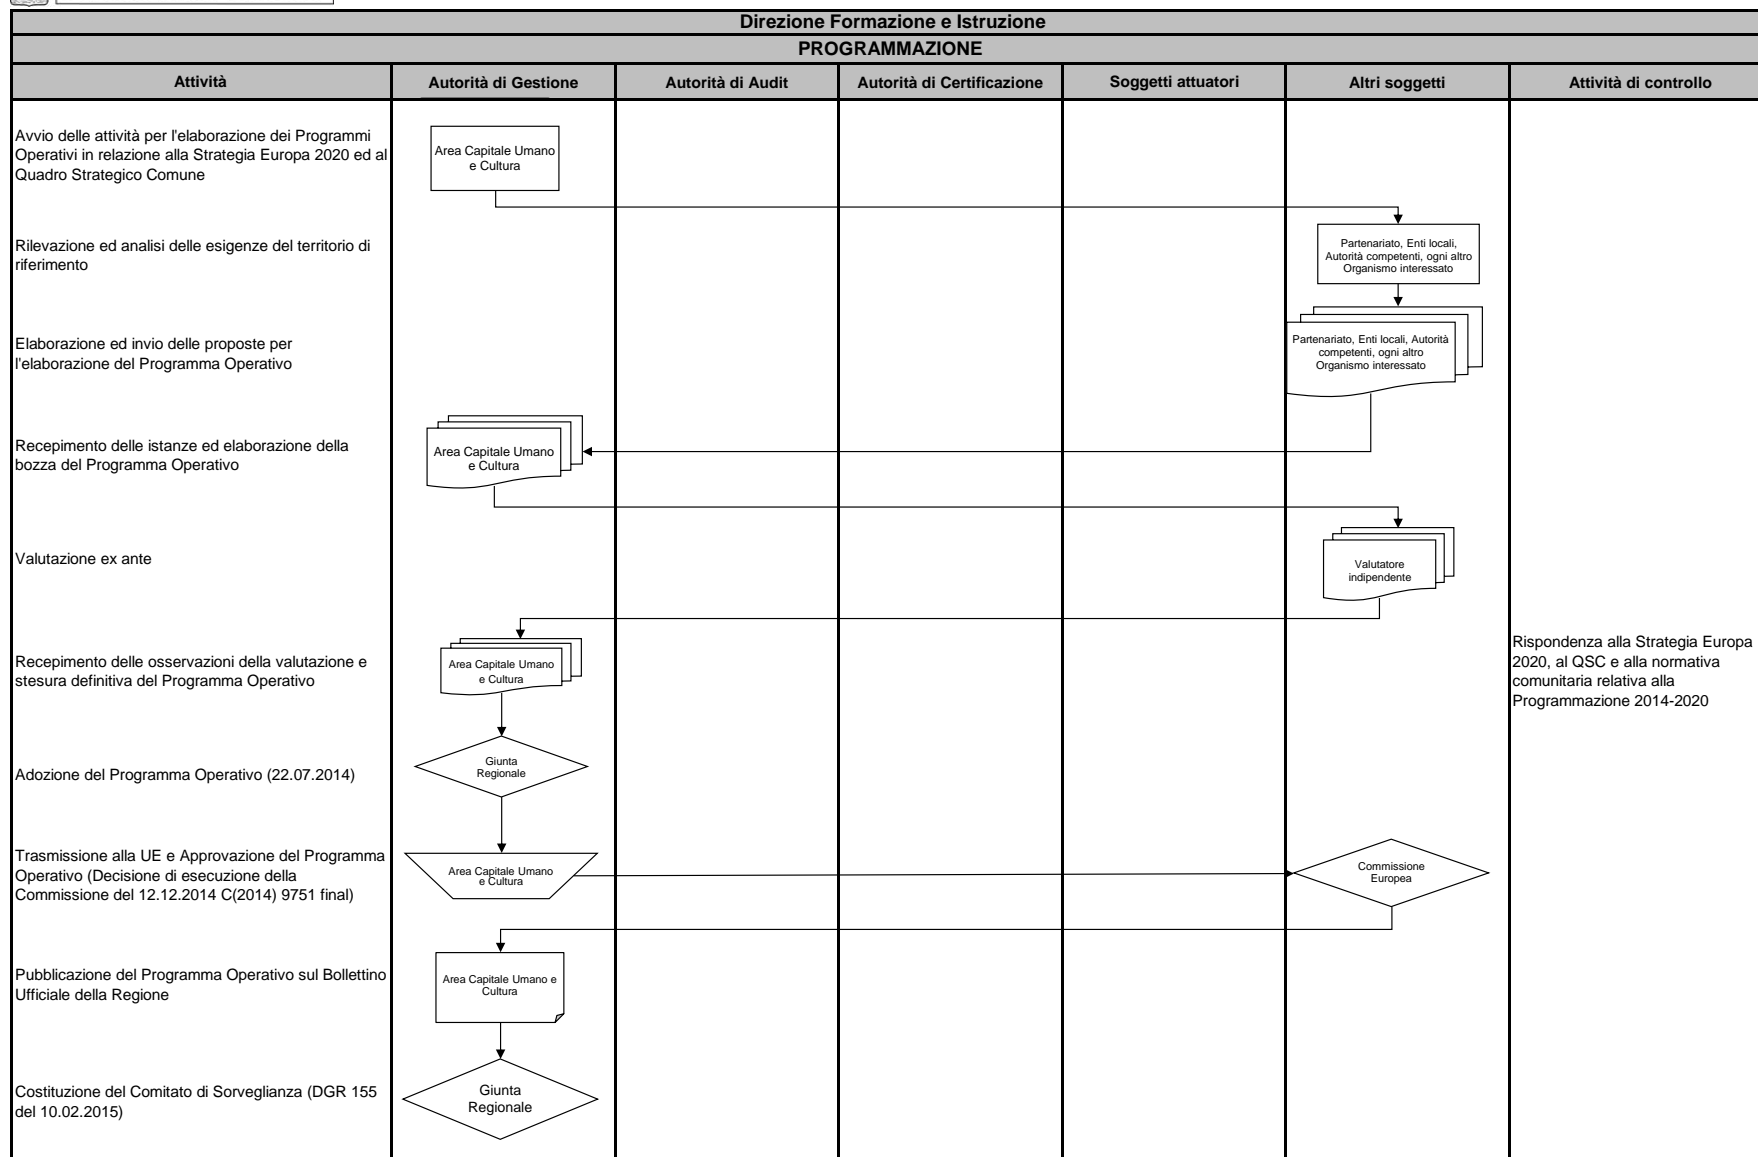 Direzione Formazione e Istruzione
PROGRAMMAZIONE
Attività
Autorità di Gestione
Autorità di Audit
Autorità di Certificazione
Soggetti attuatori
Altri soggetti
Attività di controllo
Avvio delle attività per l'elaborazione dei Programmi
Operativi in relazione alla Strategia Europa 2020 ed al
Quadro Strategico Comune
Area Capitale Umano
e Cultura
Rilevazione ed analisi delle esigenze del territorio di
riferimento
Partenariato, Enti locali,
Autorità competenti, ogni altro
Organismo interessato
Elaborazione ed invio delle proposte per
l'elaborazione del Programma Operativo
Partenariato, Enti locali, Autorità
competenti, ogni altro
Organismo interessato
Recepimento delle istanze ed elaborazione della
bozza del Programma Operativo
Area Capitale Umano
e Cultura
Valutazione ex ante
Valutatore
indipendente
Recepimento delle osservazioni della valutazione e
stesura definitiva del Programma Operativo
Area Capitale Umano
e Cultura
Rispondenza alla Strategia Europa
2020, al QSC e alla normativa
comunitaria relativa alla
Programmazione 2014-2020
Adozione del Programma Operativo (22.07.2014)
Giunta
Regionale
Trasmissione alla UE e Approvazione del Programma
Operativo (Decisione di esecuzione della
Commissione del 12.12.2014 C(2014) 9751 final)
Area Capitale Umano
e Cultura
Commissione
Europea
Pubblicazione del Programma Operativo sul Bollettino
Ufficiale della Regione
Area Capitale Umano e
Cultura
Costituzione del Comitato di Sorveglianza (DGR 155
del 10.02.2015)
Giunta
Regionale